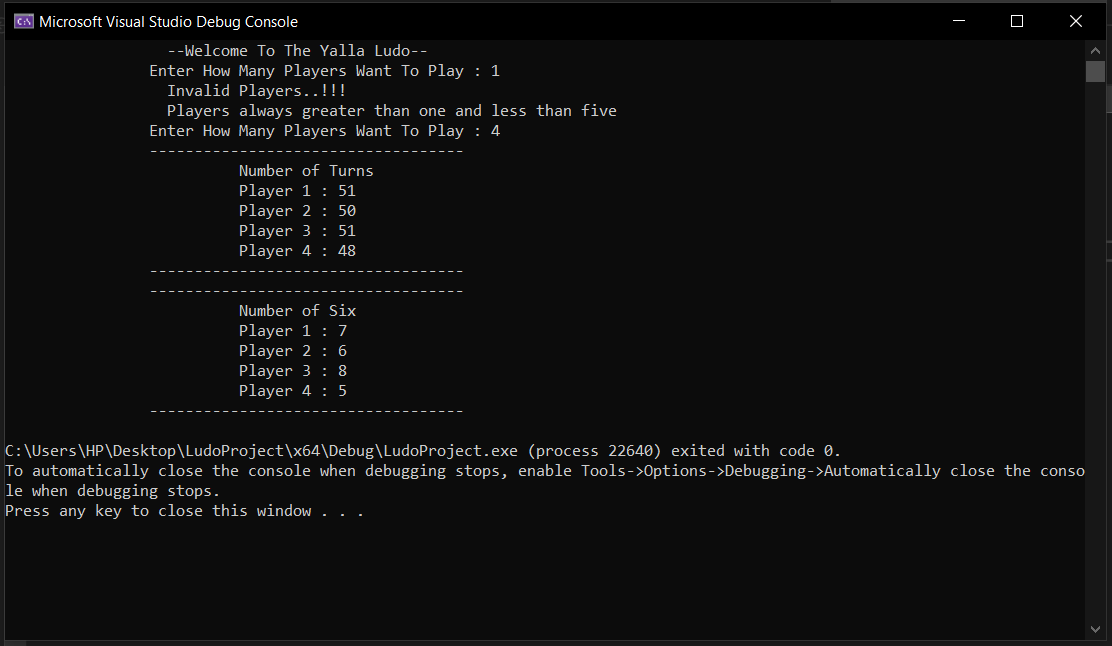 Microsoft Visual Studio Debug Console
--Welcome To The Yalla Ludo--
Enter How Many Players Want To Play : 1
Invalid Players..!!!
Players always greater than one and less than five
Enter How Many Players Want To Play : 4
-----------------------------------
Number of Turns
Player 1 : 51
Player 2 : 50
Player 3 : 51
Player 4 : 48
-----------------------------------
-----------------------------------
Number of Six
Player 1 : 7
Player 2 : 6
Player 3 : 8
Player 4 : 5
-----------------------------------
C:\Users\HP\Desktop\LudoProject\x64\Debug\LudoProject.exe (process 22640) exited with code 0.
To automatically close the console when debugging stops, enable Tools->Options->Debugging->Automatically close the conso
le when debugging stops.
Press any key to close this window . . .